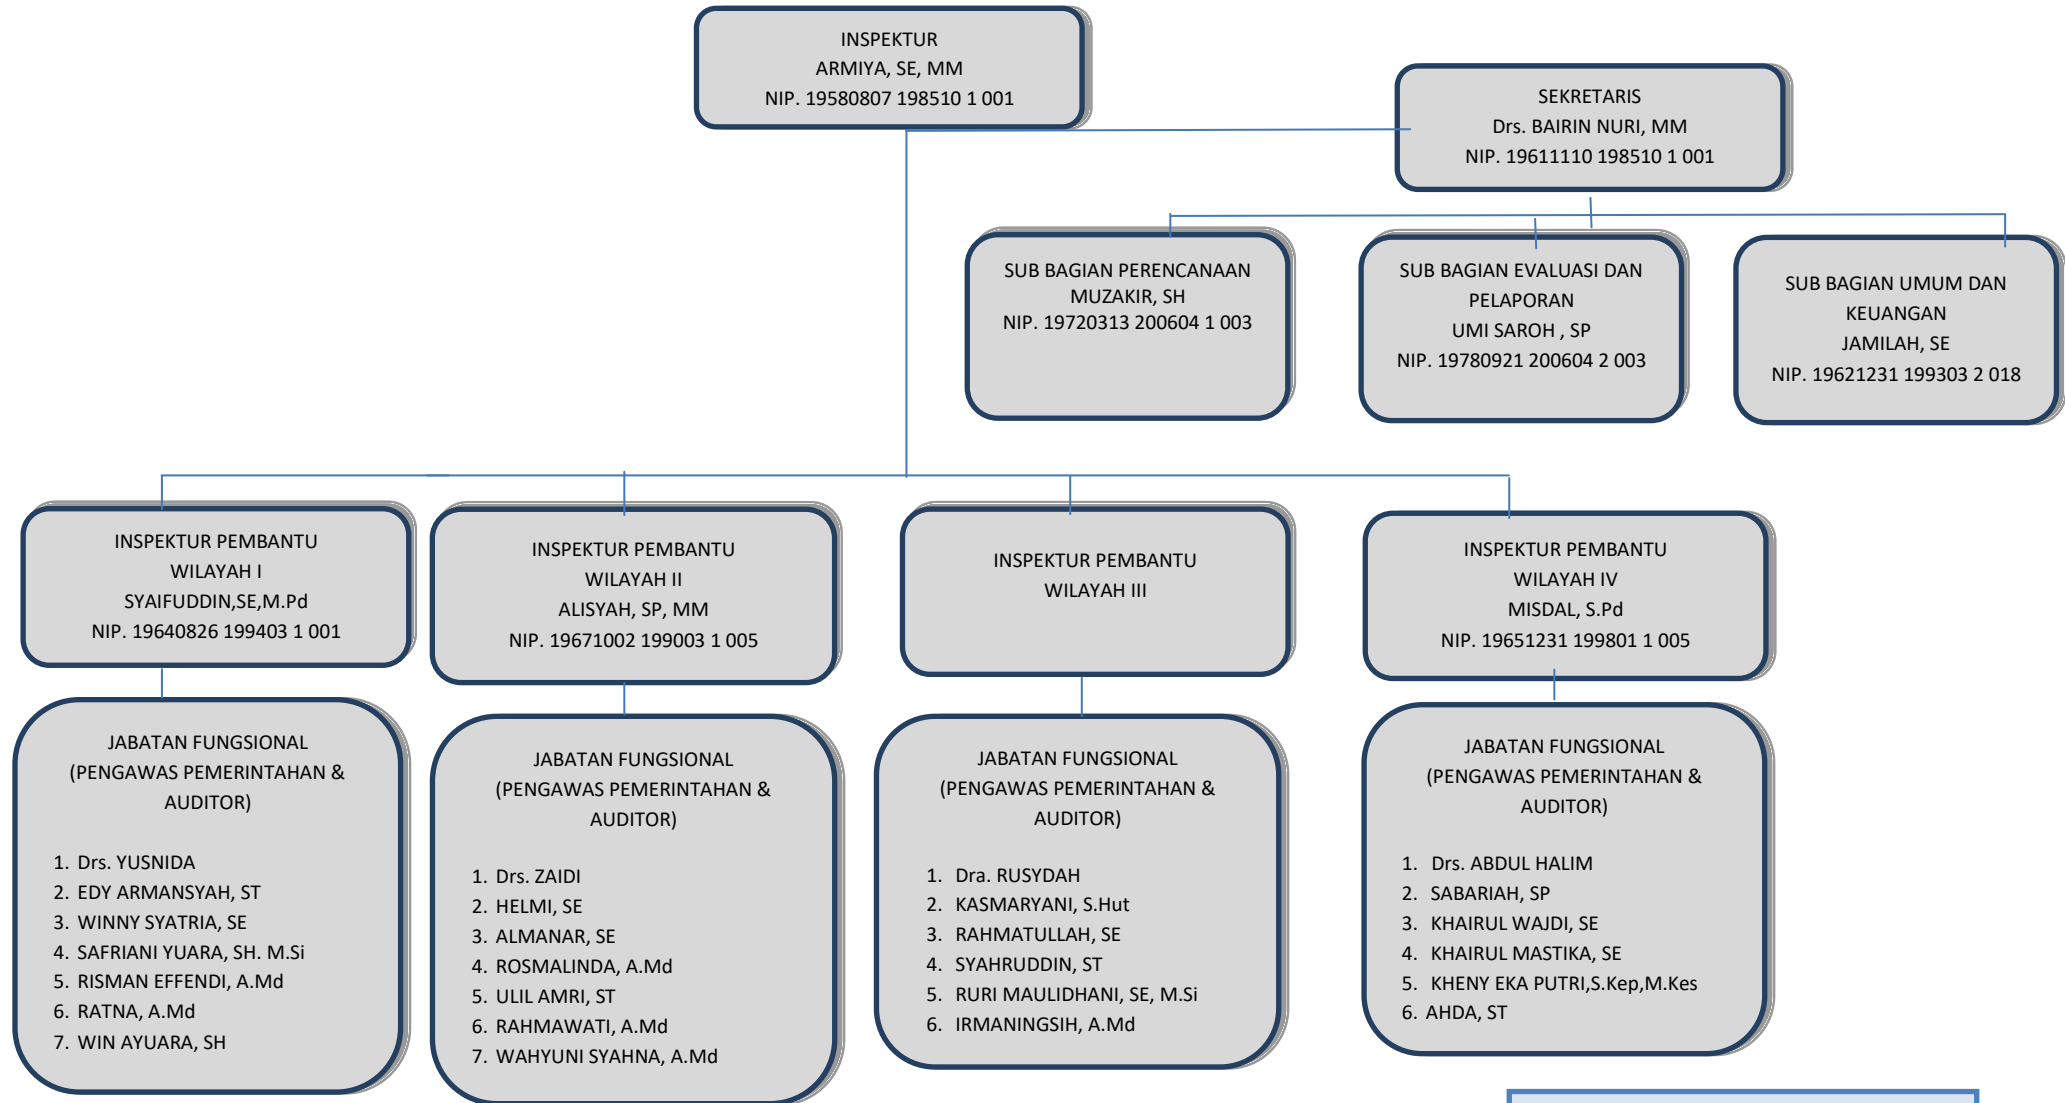 INSPEKTUR
ARMIYA, SE, MM
NIP. 19580807 198510 1 001
SEKRETARIS
Drs. BAIRIN NURI, MM
NIP. 19611110 198510 1 001
SUB BAGIAN PERENCANAAN
MUZAKIR, SH
NIP. 19720313 200604 1 003
SUB BAGIAN EVALUASI DAN
PELAPORAN
UMI SAROH , SP
NIP. 19780921 200604 2 003
SUB BAGIAN UMUM DAN
KEUANGAN
JAMILAH, SE
NIP. 19621231 199303 2 018
INSPEKTUR PEMBANTU
WILAYAH I
SYAIFUDDIN,SE,M.Pd
NIP. 19640826 199403 1 001
INSPEKTUR PEMBANTU
WILAYAH II
ALISYAH, SP, MM
NIP. 19671002 199003 1 005
INSPEKTUR PEMBANTU
WILAYAH III
INSPEKTUR PEMBANTU
WILAYAH IV
MISDAL, S.Pd
NIP. 19651231 199801 1 005
JABATAN FUNGSIONAL
(PENGAWAS PEMERINTAHAN &
AUDITOR)
1. Drs. YUSNIDA
2. EDY ARMANSYAH, ST
3. WINNY SYATRIA, SE
4. SAFRIANI YUARA, SH. M.Si
5. RISMAN EFFENDI, A.Md
6. RATNA, A.Md
7. WIN AYUARA, SH
JABATAN FUNGSIONAL
(PENGAWAS PEMERINTAHAN &
AUDITOR)
1. Drs. ZAIDI
2. HELMI, SE
3. ALMANAR, SE
4. ROSMALINDA, A.Md
5. ULIL AMRI, ST
6. RAHMAWATI, A.Md
7. WAHYUNI SYAHNA, A.Md
JABATAN FUNGSIONAL
(PENGAWAS PEMERINTAHAN &
AUDITOR)
1. Dra. RUSYDAH
2. KASMARYANI, S.Hut
3. RAHMATULLAH, SE
4. SYAHRUDDIN, ST
5. RURI MAULIDHANI, SE, M.Si
6. IRMANINGSIH, A.Md
JABATAN FUNGSIONAL
(PENGAWAS PEMERINTAHAN &
AUDITOR)
1. Drs. ABDUL HALIM
2. SABARIAH, SP
3. KHAIRUL WAJDI, SE
4. KHAIRUL MASTIKA, SE
5. KHENY EKA PUTRI,S.Kep,M.Kes
6. AHDA, ST